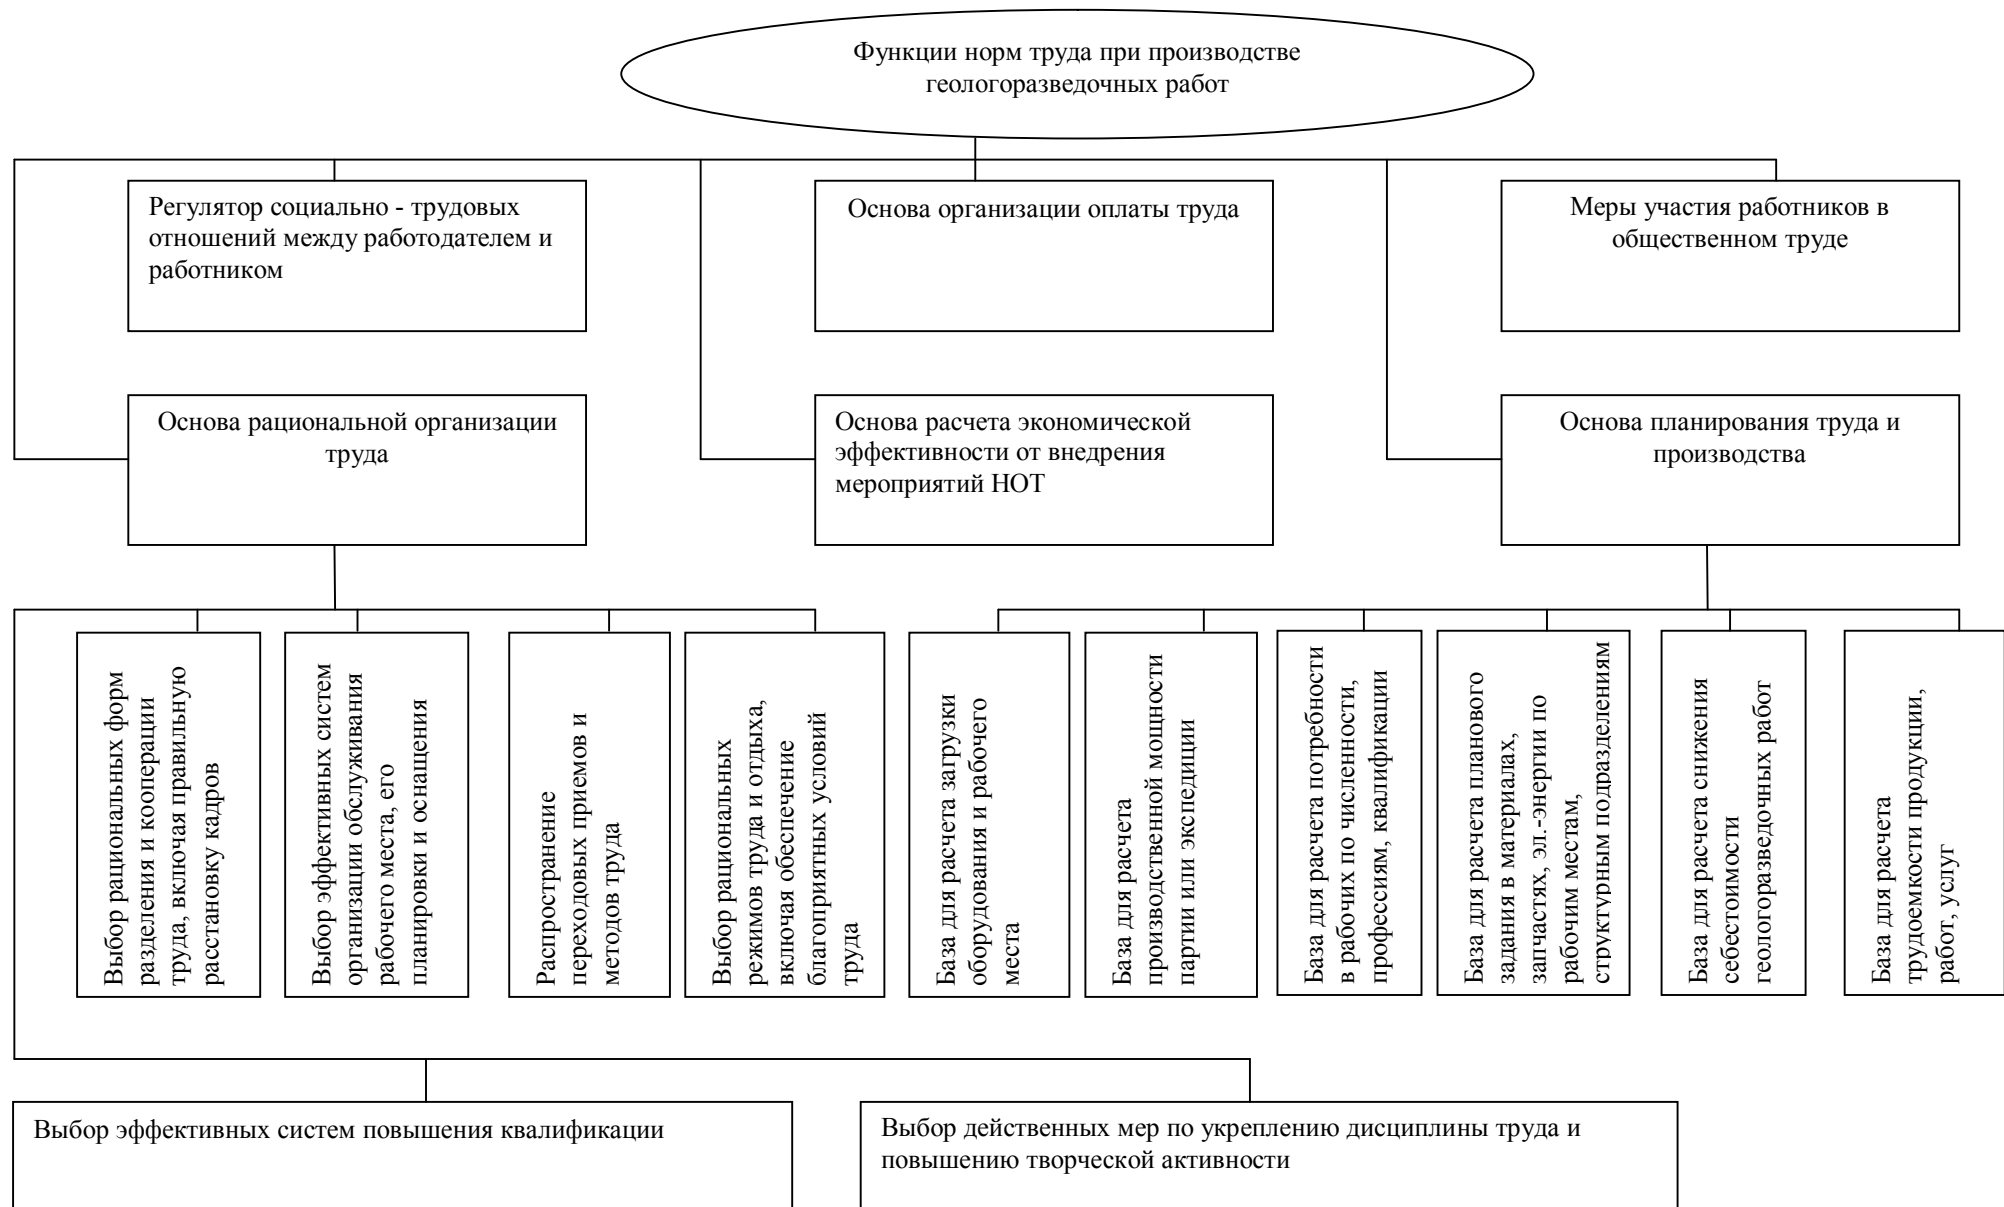 Функции норм труда при производстве
геологоразведочных работ
Регулятор социально - трудовых
отношений между работодателем и
работником
Основа организации оплаты труда
Меры участия работников в
общественном труде
Основа рациональной организации
труда
Основа расчета экономической
эффективности от внедрения
мероприятий НОТ
Основа планирования труда и
производства
Выбор рациональных форм
разделения и кооперации
труда, включая правильную
расстановку кадров
Выбор эффективных систем
организации обслуживания
рабочего места, его
планировки и оснащения
Распространение
переходовых приемов и
методов труда
Выбор рациональных
режимов труда и отдыха,
включая обеспечение
благоприятных условий
труда
База для расчета загрузки
оборудования и рабочего
места
База для расчета
производственной мощности
партии или экспедиции
База для расчета потребности
в рабочих по численности,
профессиям, квалификации
База для расчета планового
задания в материалах,
запчастях, эл.-энергии по
рабочим местам,
структурным подразделениям
База для расчета снижения
себестоимости
геологоразведочных работ
База для расчета
трудоемкости продукции,
работ, услуг
Выбор эффективных систем повышения квалификации
Выбор действенных мер по укреплению дисциплины труда и
повышению творческой активности